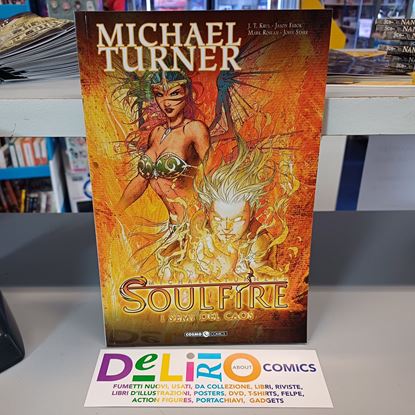 MICHAEL
TURNER
J. T. KRUL - JASON FABOK
MARK ROSLAN - JOHN STARR
SOULFIRE
I SEMI DEL CAOS
COSMO COMICS
DELIRIO
ABOUT
COMICS
FUMETTI NUOVI, USATI, DA COLLEZIONE, LIBRI, RIVISTE,
LIBRI D'ILLUSTRAZIONI, POSTERS, DVD, T-SHIRTS, FELPE,
ACTION FIGURES, PORTACHIAVI, GADGETS